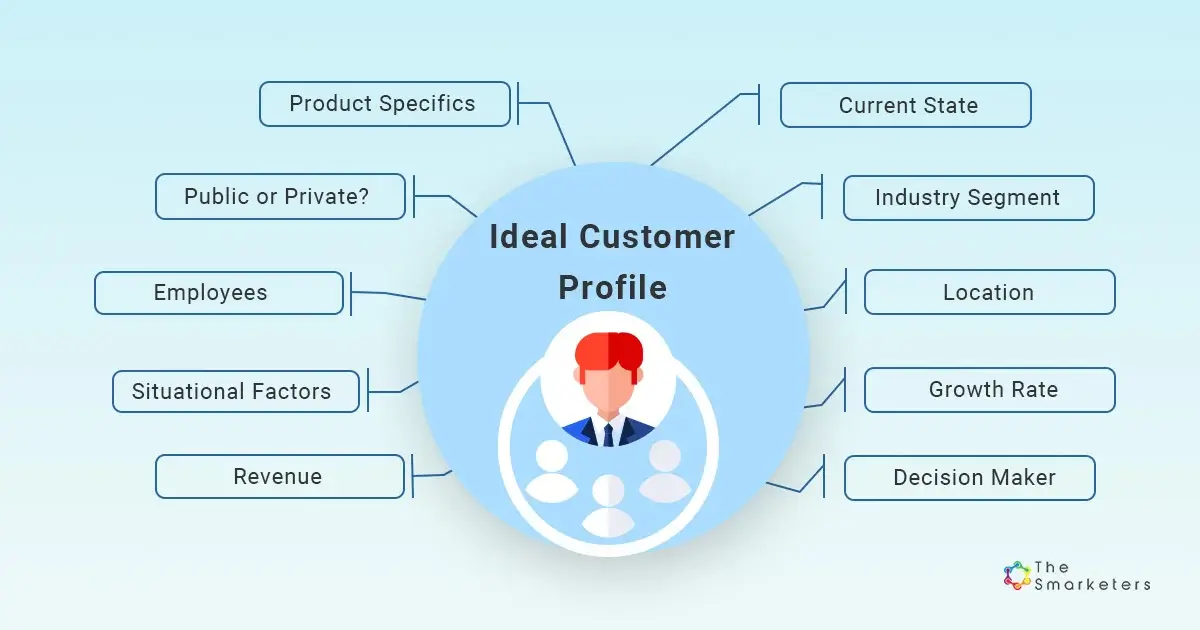 Product Specifics
Current State
Public or Private?
Industry Segment
Ideal Customer
Profile
Employees
Location
Situational Factors
Growth Rate
Revenue
Decision Maker
The
Smarketers